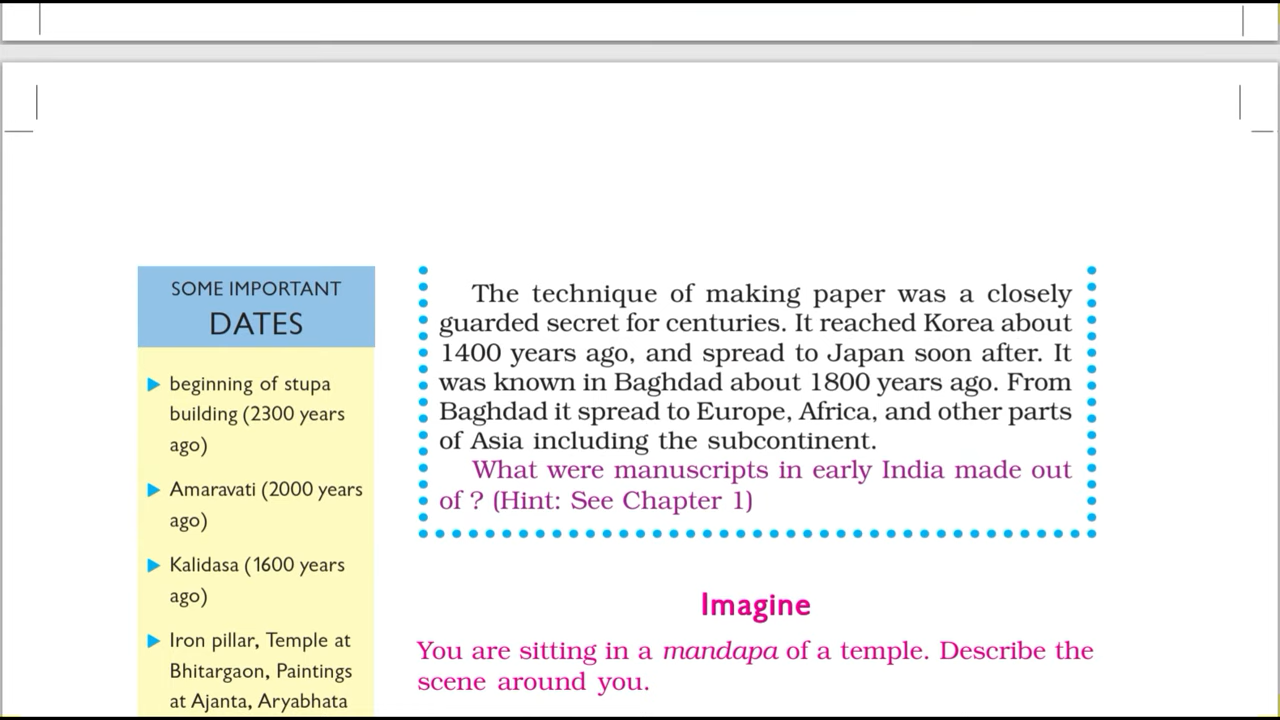 SOME IMPORTANT
DATES
beginning of stupa
building (2300 years
ago)
Amaravati (2000 years
ago)
Kalidasa (1600 years
ago)
Iron pillar, Temple at
Bhitargaon, Paintings
at Ajanta, Aryabhata
The technique of making paper was a closely
guarded secret for centuries. It reached Korea about
1400 years ago, and spread to Japan soon after. It
was known in Baghdad about 1800 years ago. From
Baghdad it spread to Europe, Africa, and other parts
of Asia including the subcontinent.
What were manuscripts in early India made out
of ? (Hint: See Chapter 1)
Imagine
You are sitting in a mandapa of a temple. Describe the
scene around you.